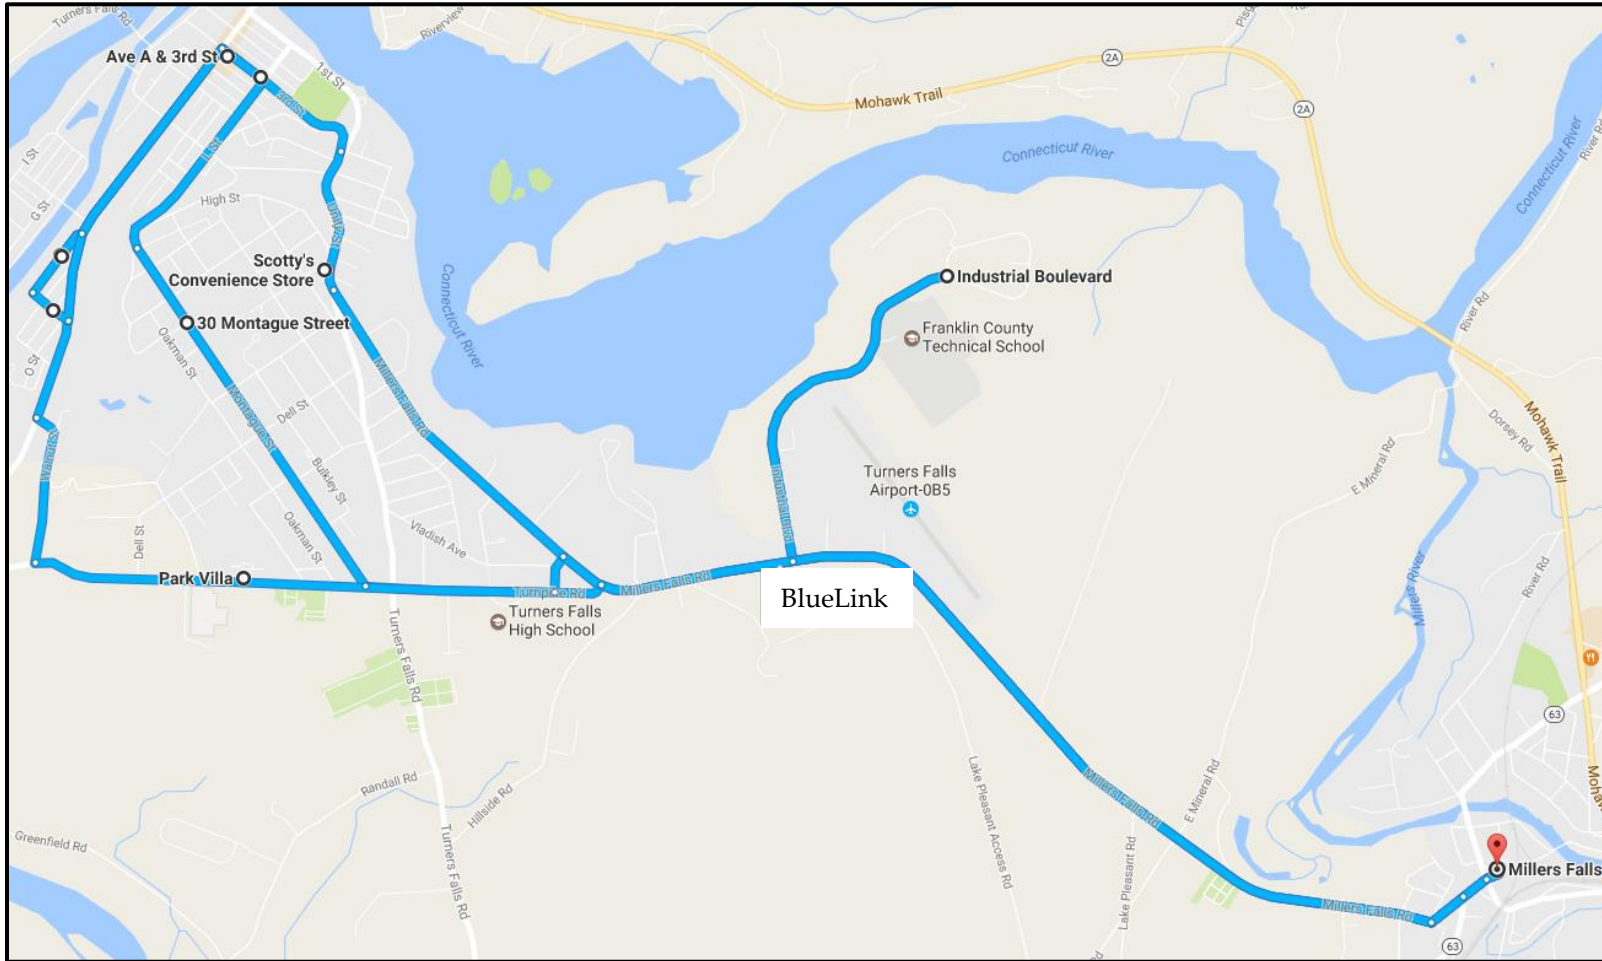 Turners Falls Rd
Riverview
2A
Mohawk Trail
2A
Ave A & 3rd St
1st St
3rd St
L St
I St
G St
High St
Unity St
Connecticut River
Connecticut River
River Rd
Scotty's
Convenience Store
Connecticut River
Industrial Boulevard
30 Montague Street
Franklin County
Technical School
River Rd
O St
Oakman St
Millers Falls Rd
Montague St
Dell St
Dorsey Rd
Mohawk Trail
Walnut St
Bulkley St
E Mineral Rd
Industrial Blvd
Turners Falls
Airport-0B5
Dell St
Oakman St
Vladish Ave
Park Villa
Turnpike Rd
Millers Falls Rd
BlueLink
Millers River
River Rd
Turners Falls
High School
Turners Falls Rd
63
Randall Rd
Hillside Rd
Lake Pleasant Access Rd
Millers Falls Rd
E Mineral Rd
Greenfield Rd
Turners Falls Rd
Lake Pleasant Rd
Millers Falls
Millers Falls Rd
63